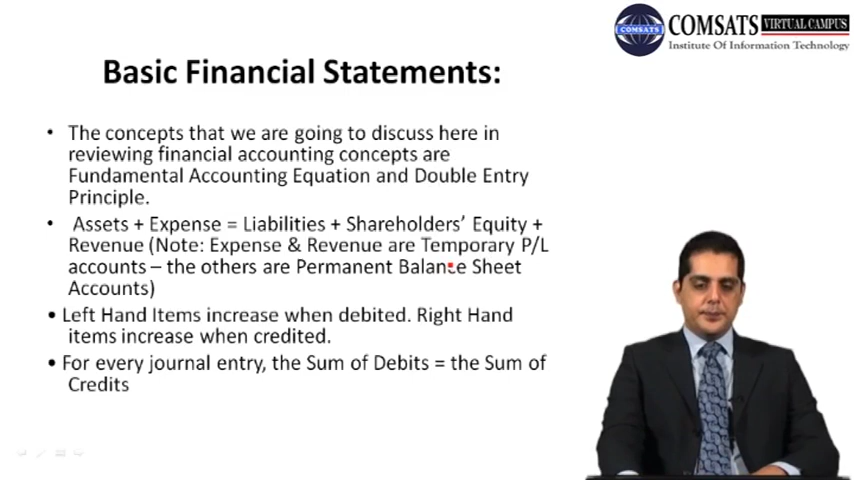 COMSATS
COMSATS VIRTUAL CAMPUS
Institute Of Information Technology
Basic Financial Statements:
• The concepts that we are going to discuss here in
reviewing financial accounting concepts are
Fundamental Accounting Equation and Double Entry
Principle.
• Assets + Expense = Liabilities + Shareholders’ Equity +
Revenue (Note: Expense & Revenue are Temporary P/L
accounts – the others are Permanent Balance Sheet
Accounts)
• Left Hand Items increase when debited. Right Hand
items increase when credited.
• For every journal entry, the Sum of Debits = the Sum of
Credits